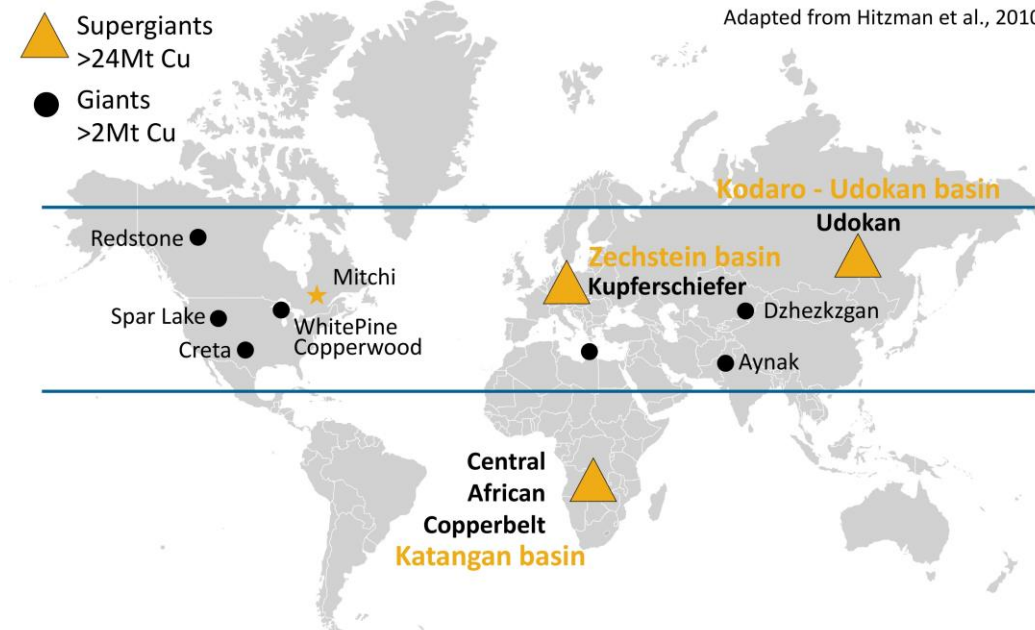 Supergiants
>24Mt Cu
Giants
>2Mt Cu
Adapted from Hitzman et al., 2010
Kodaro - Udokan basin
Udokan
Redstone
Mitchi
Zechstein basin
Kupferschiefer
Spar Lake
WhitePine
Copperwood
Dzhezkzgan
Creta
Aynak
Central
African
Copperbelt
Katangan basin